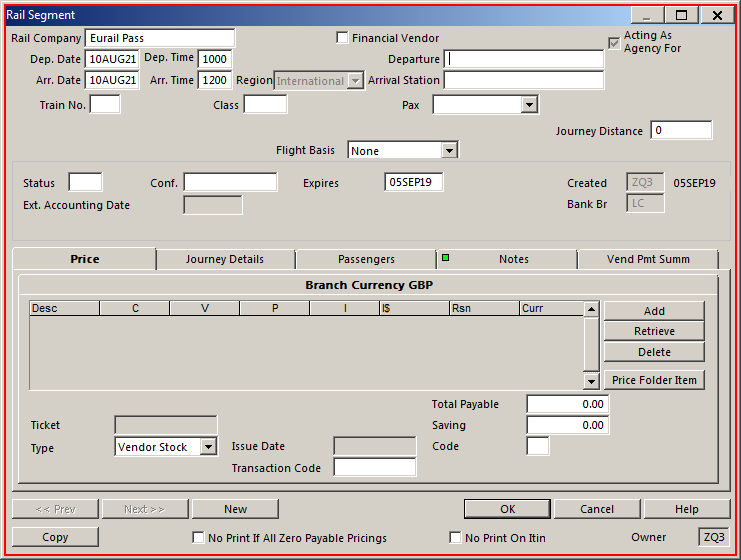 Rail Segment
Rail Company Eurail Pass Financial Vendor Acting As Agency For
Dep. Date 10AUG21 Dep. Time 1000 Departure
Arr. Date 10AUG21 Arr. Time 1200 Region International Arrival Station
Train No. Class Pax
Journey Distance 0
Flight Basis None
Status Conf. Expires 05SEP19 Created ZQ3 05SEP19
Ext. Accounting Date Bank Br LC
Price Journey Details Passengers Notes Vend Pmt Summ
Branch Currency GBP
Desc C V P I I$ Rsn Curr Add
Retrieve
Delete
Price Folder Item
Total Payable 0.00
Ticket Saving 0.00
Type Vendor Stock Issue Date Code
Transaction Code
<< Prev Next >> New OK Cancel Help
Copy No Print If All Zero Payable Pricings No Print On Itin Owner ZQ3